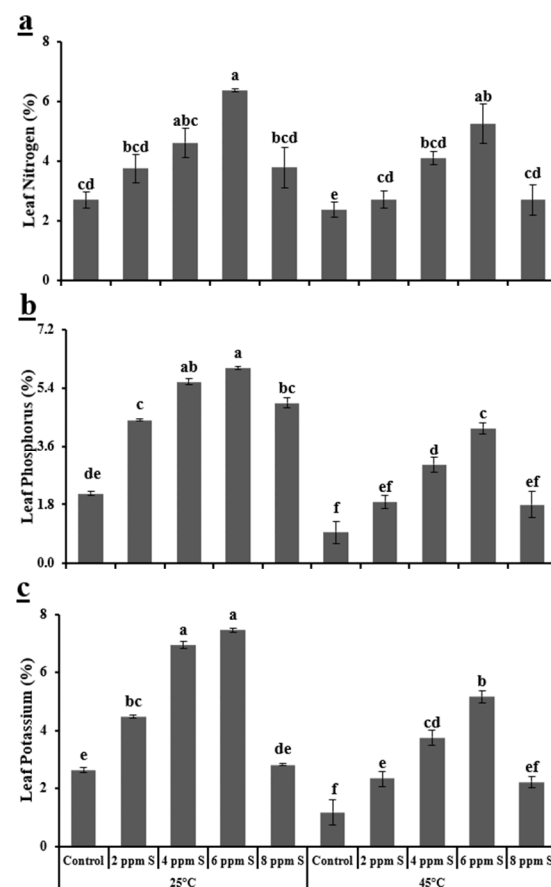 a
Leaf Nitrogen (%)
8
6
4
2
0
cd
bcd
abc
a
bcd
e
cd
bcd
ab
cd
b
Leaf Phosphorus (%)
7.2
5.4
3.6
1.8
0.0
de
c
ab
a
bc
f
ef
d
c
ef
c
Leaf Potassium (%)
8
6
4
2
0
e
bc
a
a
de
f
e
cd
b
ef
Control 2 ppm S 4 ppm S 6 ppm S 8 ppm S Control 2 ppm S 4 ppm S 6 ppm S 8 ppm S
25°C 45°C